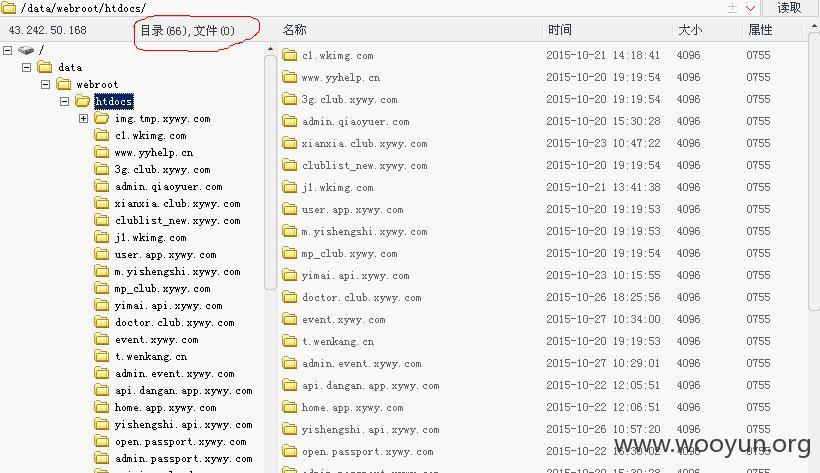 /data/webroot/htdocs/ 读取
43.242.50.168 目录(66),文件(0) 名称 时间 大小 属性
/
data
webroot
htdocs
img.tmp.xywy.com
c1.wkimg.com
www.yyhelp.cn
3g.club.xywy.com
admin.qiaoyuer.com
xianxia.club.xywy.com
clublist_new.xywy.com
j1.wkimg.com
user.app.xywy.com
m.yishengshi.xywy.com
mp_club.xywy.com
yimai.api.xywy.com
doctor.club.xywy.com
event.xywy.com
t.wenkang.cn
admin.event.xywy.com
api.dangan.app.xywy.com
home.app.xywy.com
yishengshi.api.xywy.com
open.passport.xywy.com
admin.passport.xywy.com
c1.wkimg.com 2015-10-21 14:18:41 4096 0755
www.yyhelp.cn 2015-10-20 19:19:54 4096 0755
3g.club.xywy.com 2015-10-20 19:19:54 4096 0755
admin.qiaoyuer.com 2015-10-20 15:30:28 4096 0755
xianxia.club.xywy.com 2015-10-23 10:47:22 4096 0755
clublist_new.xywy.com 2015-10-20 19:19:54 4096 0755
j1.wkimg.com 2015-10-21 13:41:38 4096 0755
user.app.xywy.com 2015-10-20 19:19:53 4096 0755
m.yishengshi.xywy.com 2015-10-20 19:19:53 4096 0755
mp_club.xywy.com 2015-10-20 19:19:54 4096 0755
yimai.api.xywy.com 2015-10-23 10:15:55 4096 0755
doctor.club.xywy.com 2015-10-26 18:25:56 4096 0755
event.xywy.com 2015-10-27 10:34:00 4096 0755
t.wenkang.cn 2015-10-20 19:19:53 4096 0755
admin.event.xywy.com 2015-10-27 10:29:01 4096 0755
api.dangan.app.xywy.com 2015-10-22 12:05:51 4096 0755
home.app.xywy.com 2015-10-22 12:06:51 4096 0755
yishengshi.api.xywy.com 2015-10-26 10:57:20 4096 0755
open.passport.xywy.com 4096 0755
www.wooyun.org